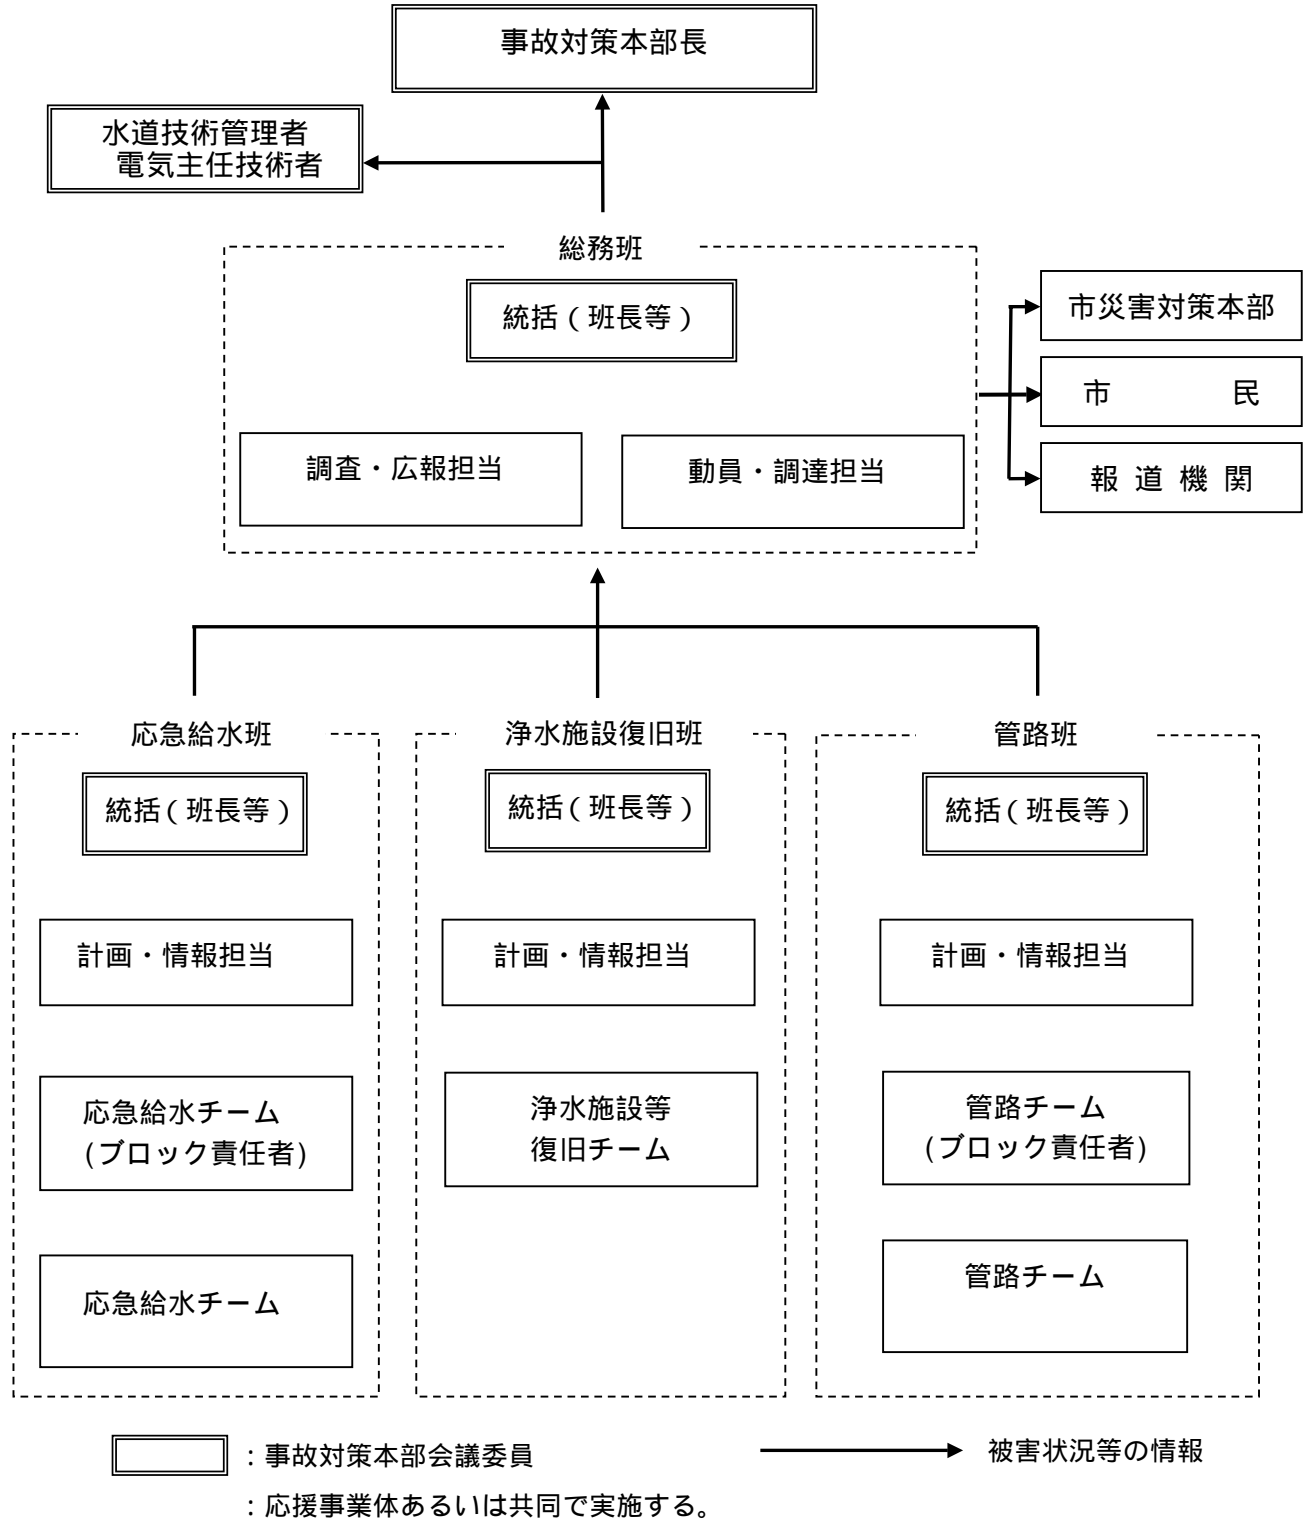 事故対策本部長
水道技術管理者
電気主任技術者
総務班
統括（班長等）
調査・広報担当
動員・調達担当
市災害対策本部
市　　　　民
報 道 機 関
応急給水班
統括（班長等）
計画・情報担当
応急給水チーム
(ブロック責任者)
応急給水チーム
浄水施設復旧班
統括（班長等）
計画・情報担当
浄水施設等
復旧チーム
管路班
統括（班長等）
計画・情報担当
管路チーム
(ブロック責任者)
管路チーム
：事故対策本部会議委員
被害状況等の情報
：応援事業体あるいは共同で実施する。